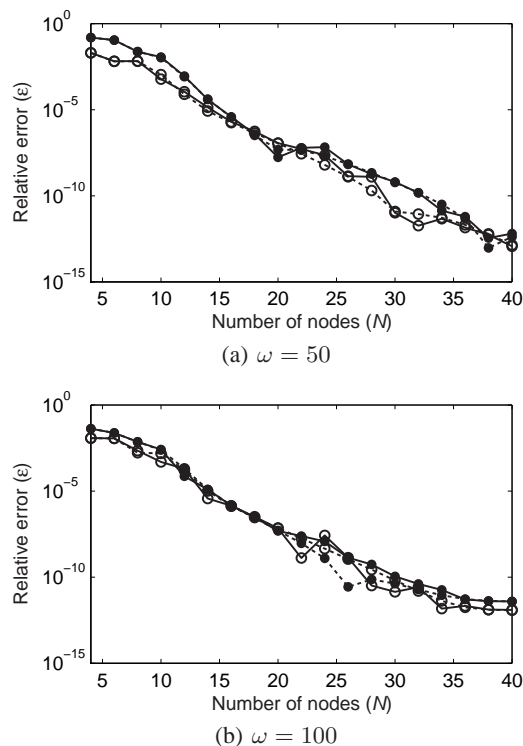 10^0
10^−5
10^−10
10^−15
Relative error (ε)
5 10 15 20 25 30 35 40
Number of nodes (N)
(a) ω = 50
10^0
10^−5
10^−10
10^−15
Relative error (ε)
5 10 15 20 25 30 35 40
Number of nodes (N)
(b) ω = 100